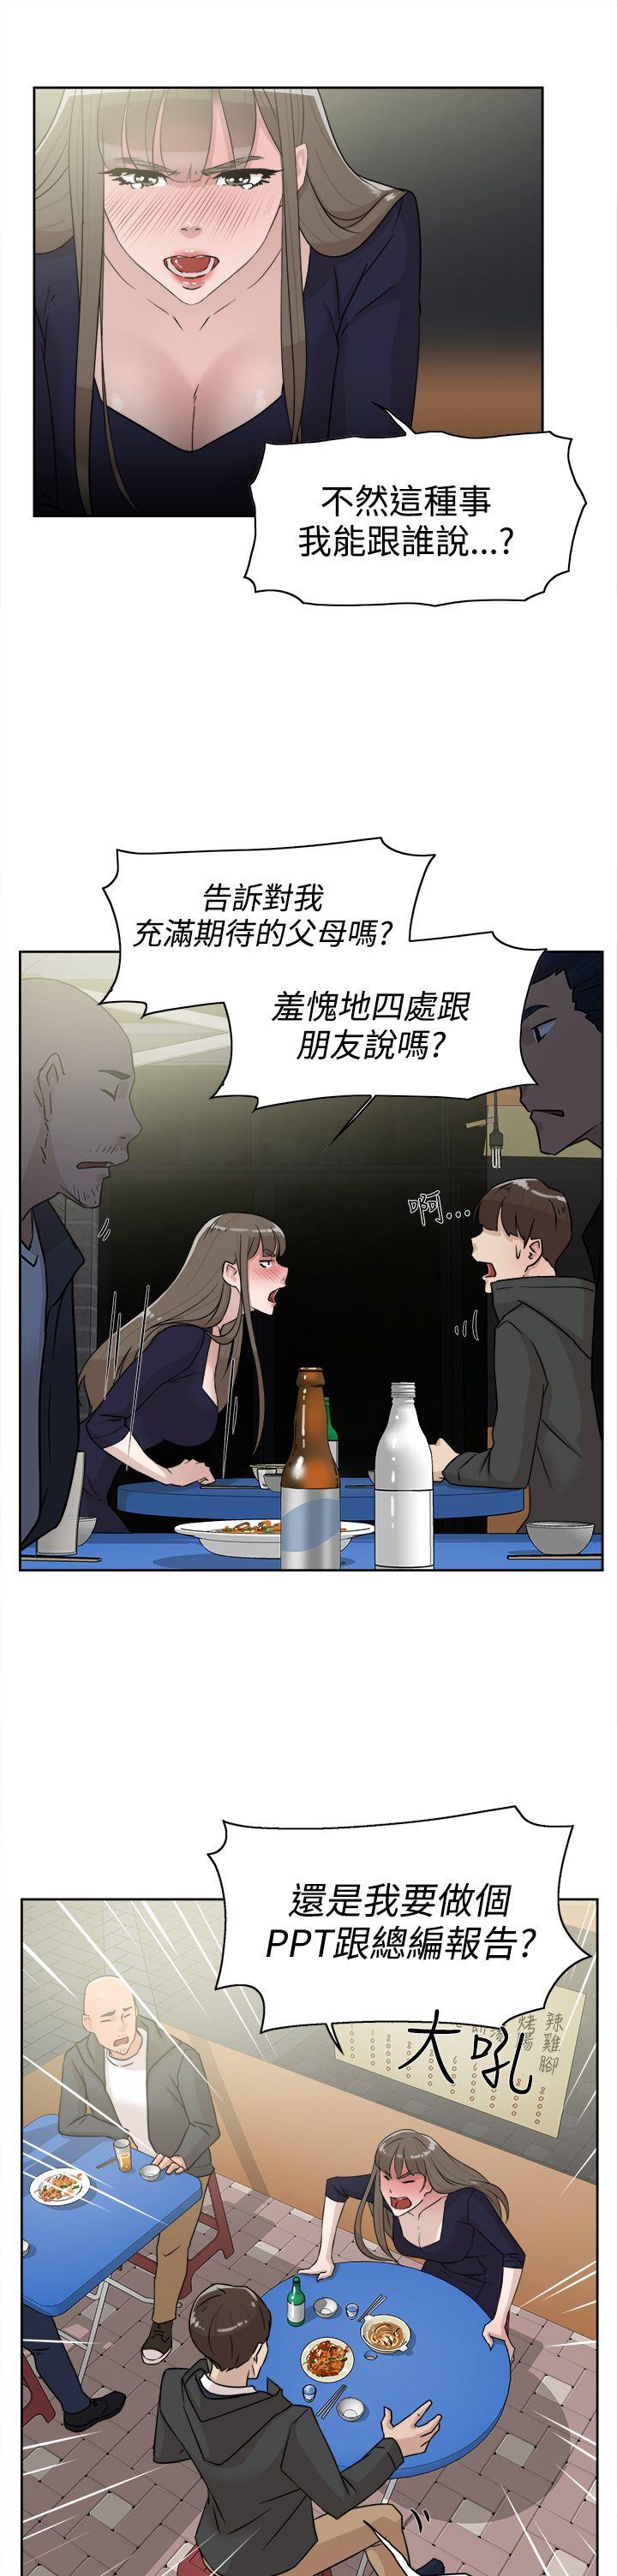 不然這種事
我能跟誰說...?
告訴對我
充滿期待的父母嗎?
羞愧地四處跟
朋友說嗎?
啊...
還是我要做個
PPT跟總編報告?
大吼
辣雞腳
烤腸